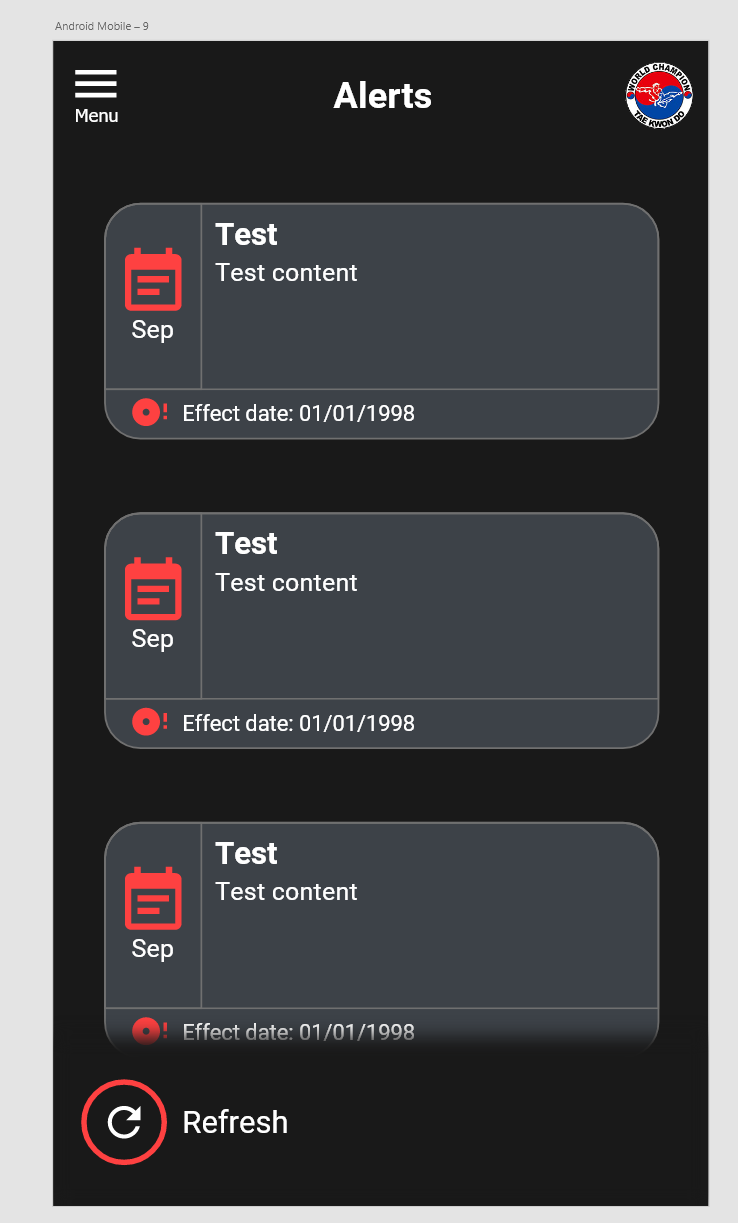 Android Mobile – 9
Menu
Alerts
WORLD CHAMPION
TAE KWON DO
Test
Test content
Sep
Effect date: 01/01/1998
Test
Test content
Sep
Effect date: 01/01/1998
Test
Test content
Sep
Effect date: 01/01/1998
Refresh